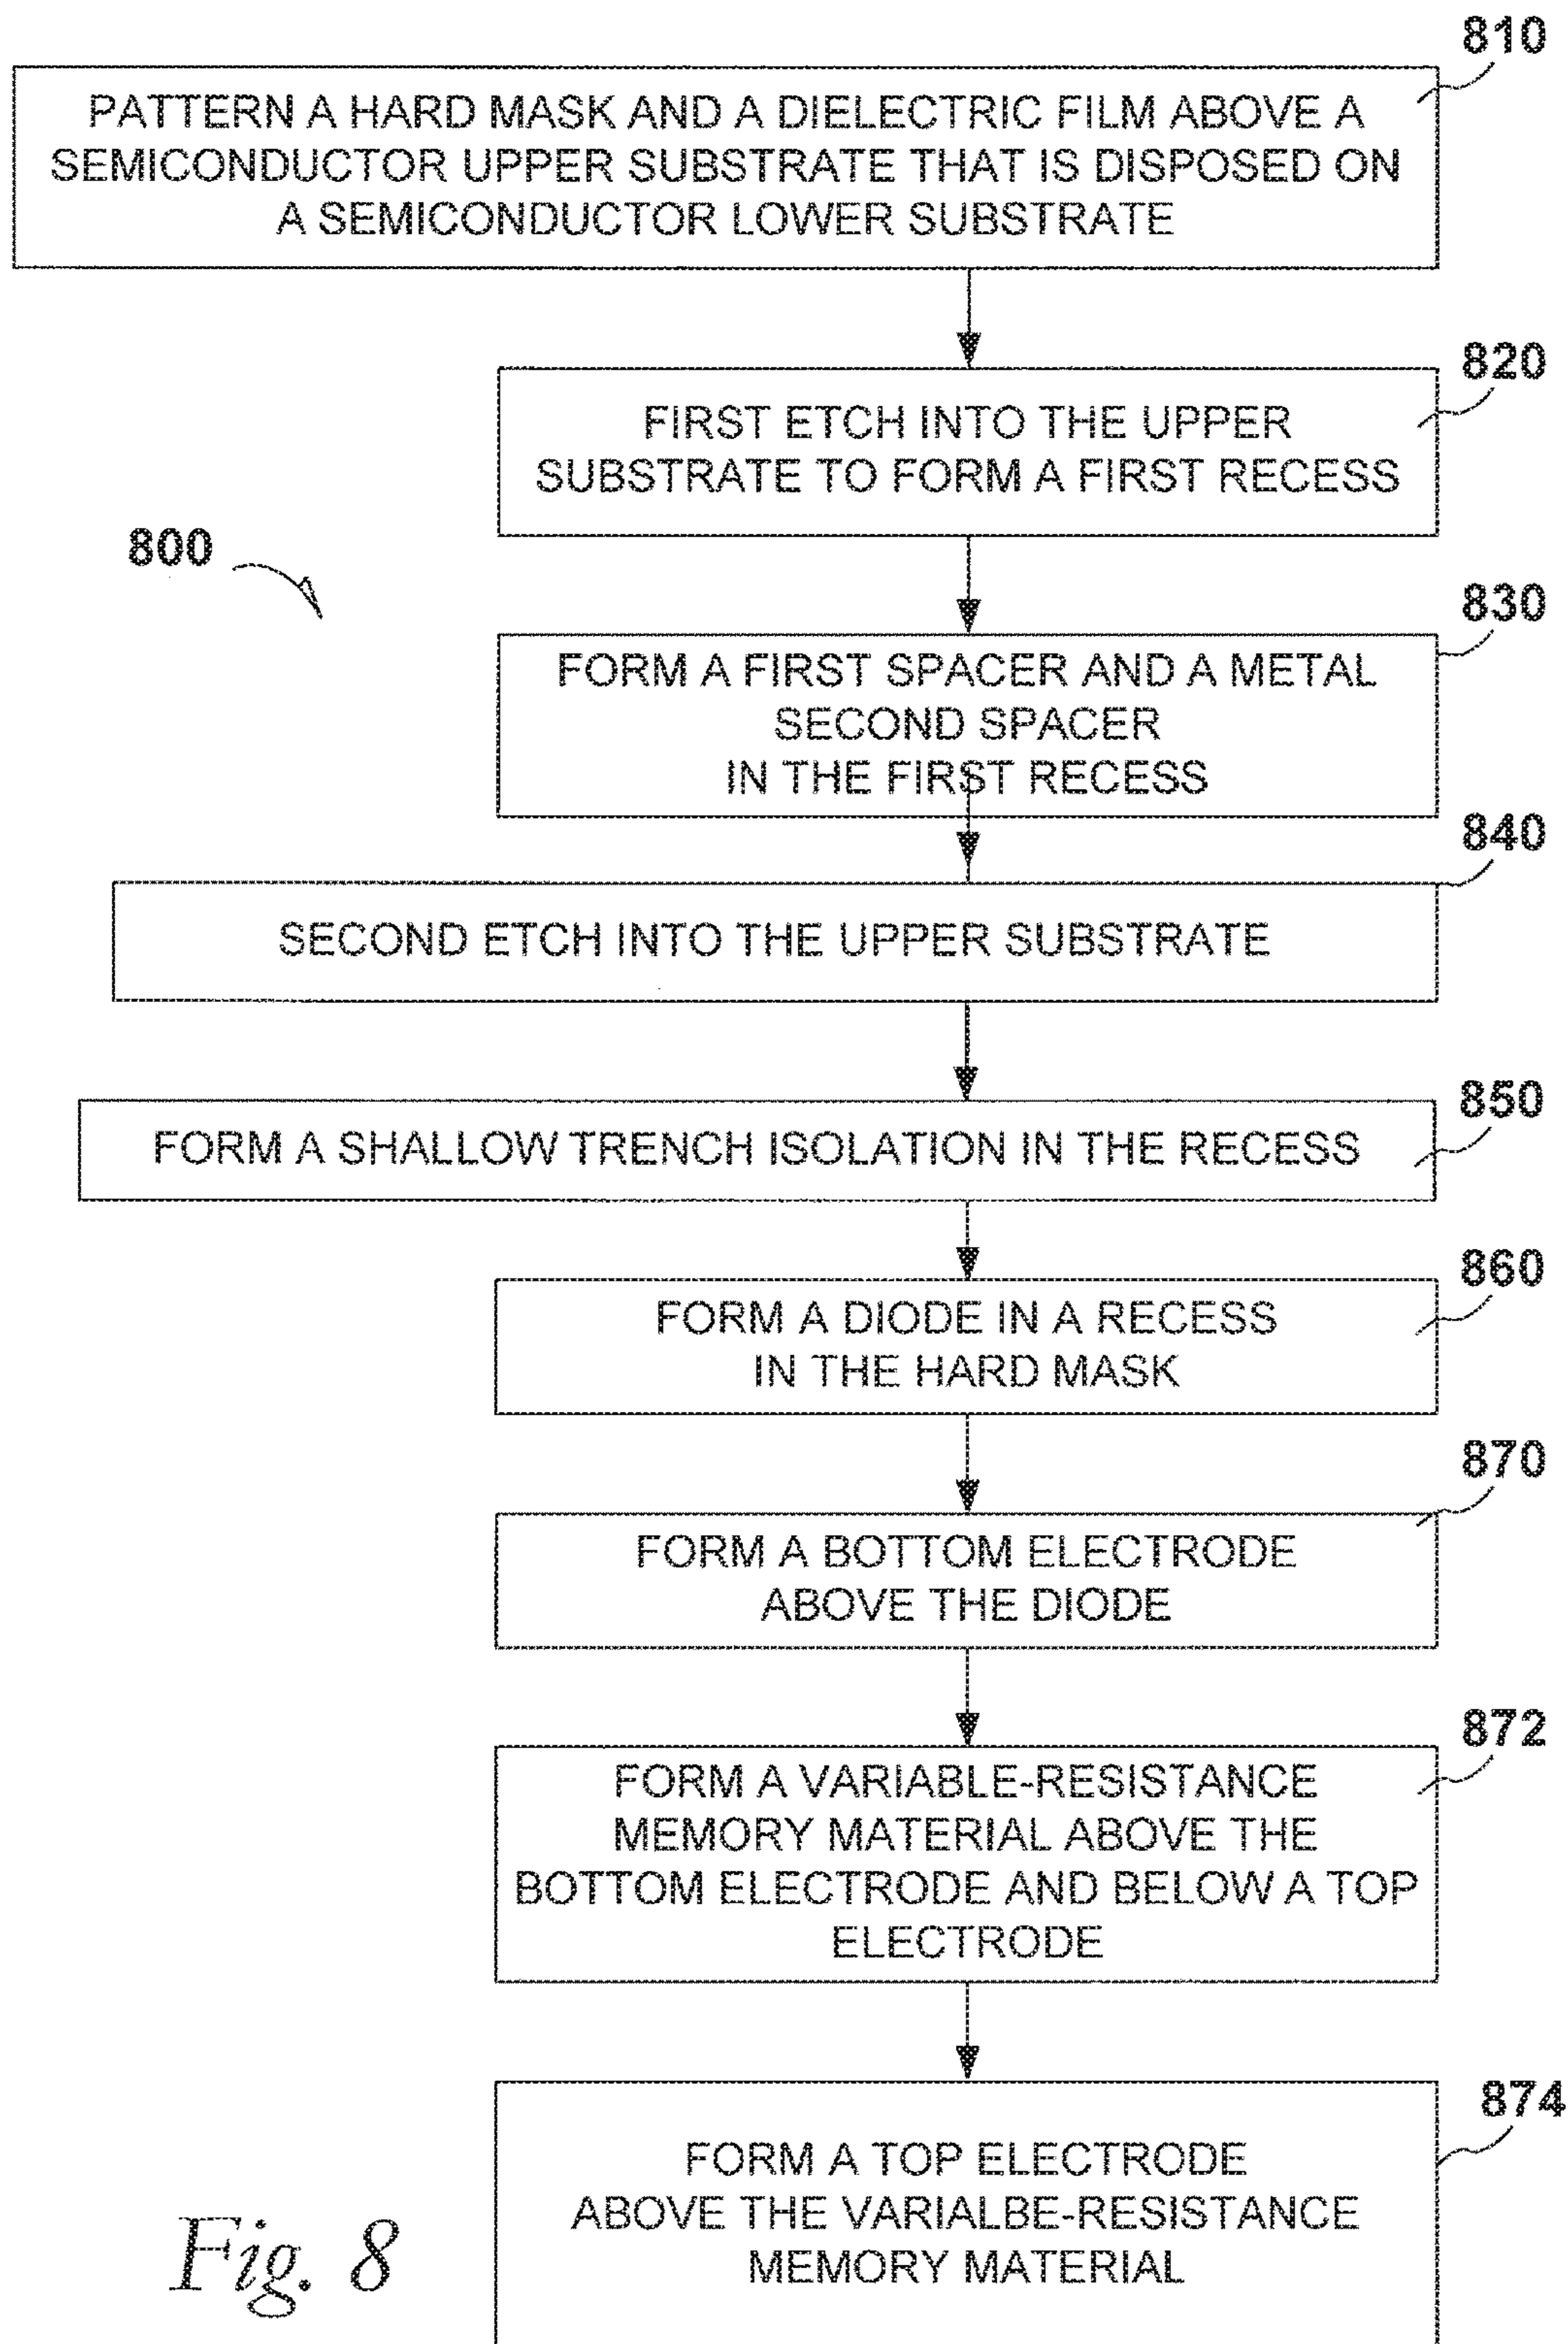 810
PATTERN A HARD MASK AND A DIELECTRIC FILM ABOVE A
SEMICONDUCTOR UPPER SUBSTRATE THAT IS DISPOSED ON
A SEMICONDUCTOR LOWER SUBSTRATE
820
FIRST ETCH INTO THE UPPER
SUBSTRATE TO FORM A FIRST RECESS
800
830
FORM A FIRST SPACER AND A METAL
SECOND SPACER
IN THE FIRST RECESS
840
SECOND ETCH INTO THE UPPER SUBSTRATE
850
FORM A SHALLOW TRENCH ISOLATION IN THE RECESS
860
FORM A DIODE IN A RECESS
IN THE HARD MASK
870
FORM A BOTTOM ELECTRODE
ABOVE THE DIODE
872
FORM A VARIABLE-RESISTANCE
MEMORY MATERIAL ABOVE THE
BOTTOM ELECTRODE AND BELOW A TOP
ELECTRODE
874
FORM A TOP ELECTRODE
ABOVE THE VARIALBE-RESISTANCE
MEMORY MATERIAL
Fig. 8